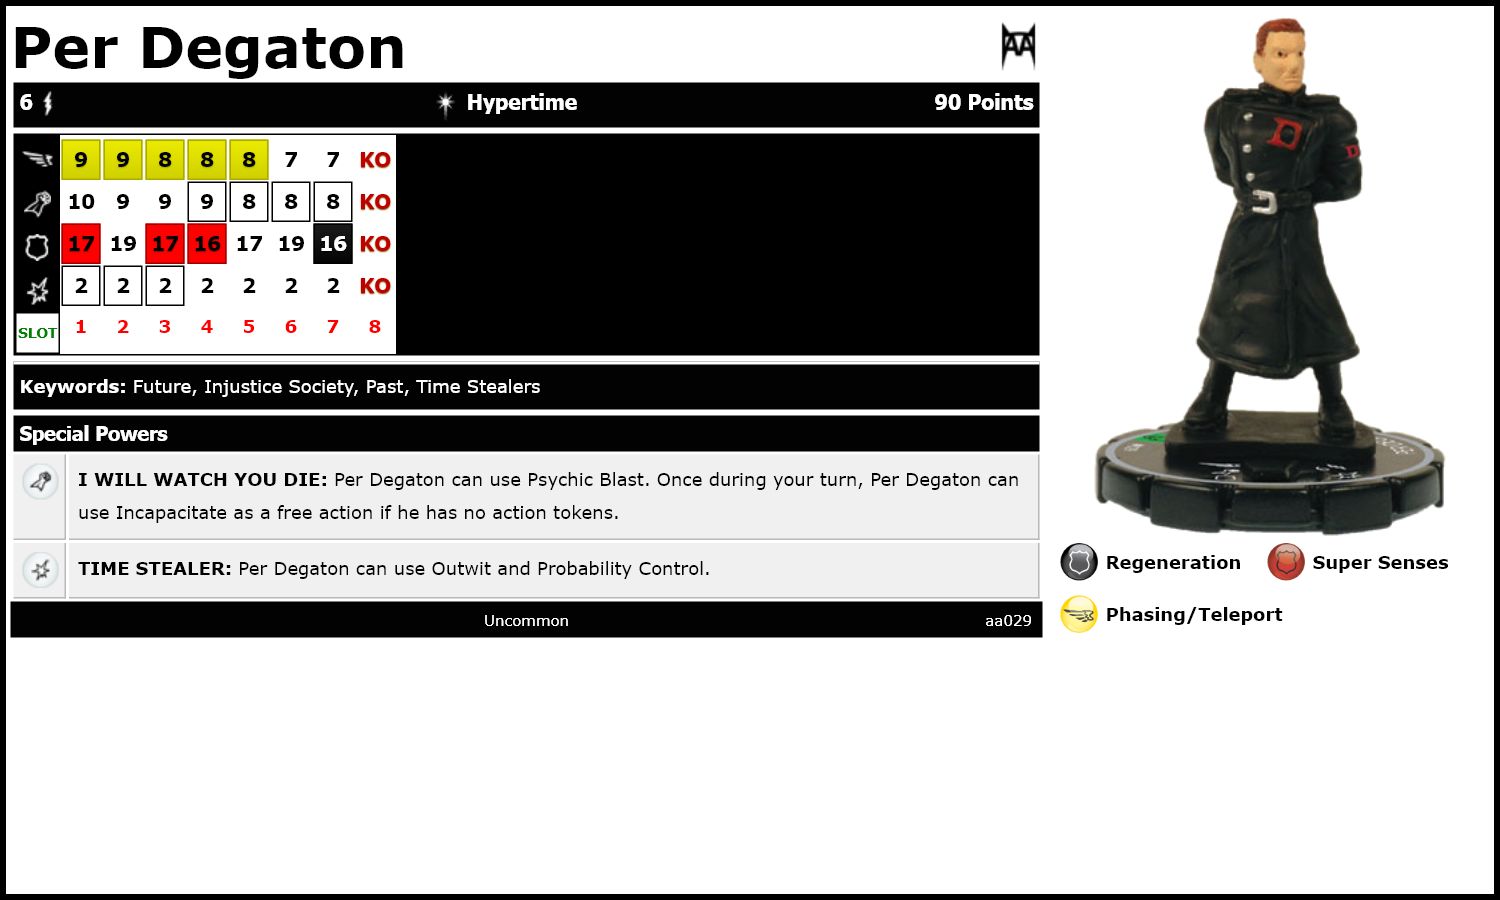 Per Degaton
6 Hypertime 90 Points
9 9 8 8 8 7 7 KO
10 9 9 9 8 8 8 KO
17 19 17 16 17 19 16 KO
2 2 2 2 2 2 2 KO
SLOT 1 2 3 4 5 6 7 8
Keywords: Future, Injustice Society, Past, Time Stealers
Special Powers
I WILL WATCH YOU DIE: Per Degaton can use Psychic Blast. Once during your turn, Per Degaton can
use Incapacitate as a free action if he has no action tokens.
TIME STEALER: Per Degaton can use Outwit and Probability Control.
Uncommon aa029
D
D
Regeneration Super Senses
Phasing/Teleport